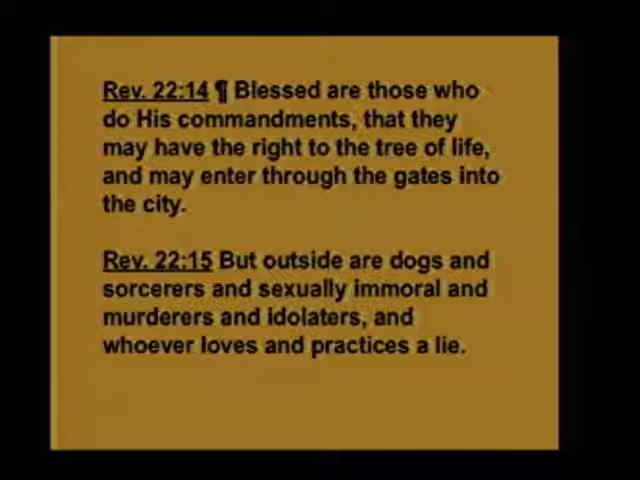 Rev. 22:14 ¶ Blessed are those who
do His commandments, that they
may have the right to the tree of life,
and may enter through the gates into
the city.
Rev. 22:15 But outside are dogs and
sorcerers and sexually immoral and
murderers and idolaters, and
whoever loves and practices a lie.